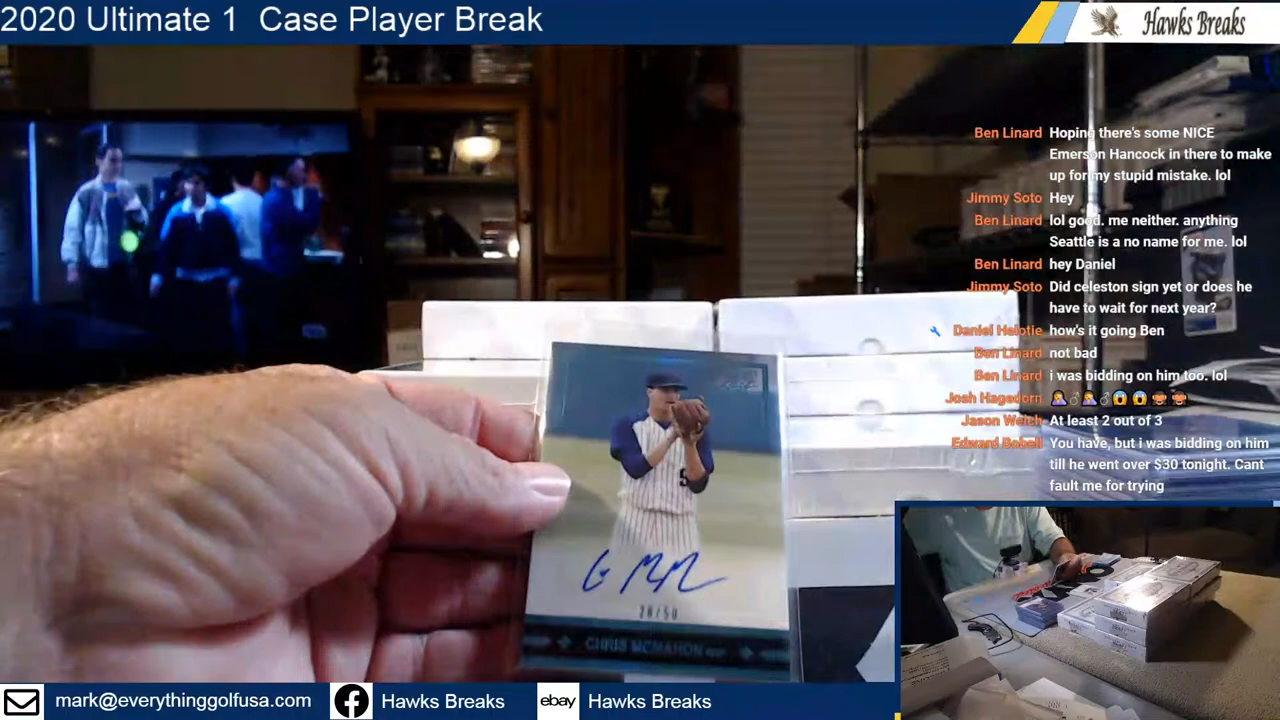 2020 Ultimate 1 Case Player Break
Hawks Breaks
Ben Linard Hoping there's some NICE
Emerson Hancock in there to make
up for my stupid mistake. lol
Jimmy Soto Hey
Ben Linard lol good. me neither. anything
Seattle is a no name for me. lol
Ben Linard hey Daniel
Jimmy Soto Did celeston sign yet or does he
have to wait for next year?
Daniel Helotie how's it going Ben
Ben Linard not bad
Ben Linard i was bidding on him too. lol
Josh Hagedorn
Jason Welch At least 2 out of 3
Edward You have, but i was bidding on him
till he went over $30 tonight. Cant
fault me for trying
S
/50
CHRIS MCMAHON
mark@everythinggolfusa.com
Hawks Breaks
ebay
Hawks Breaks